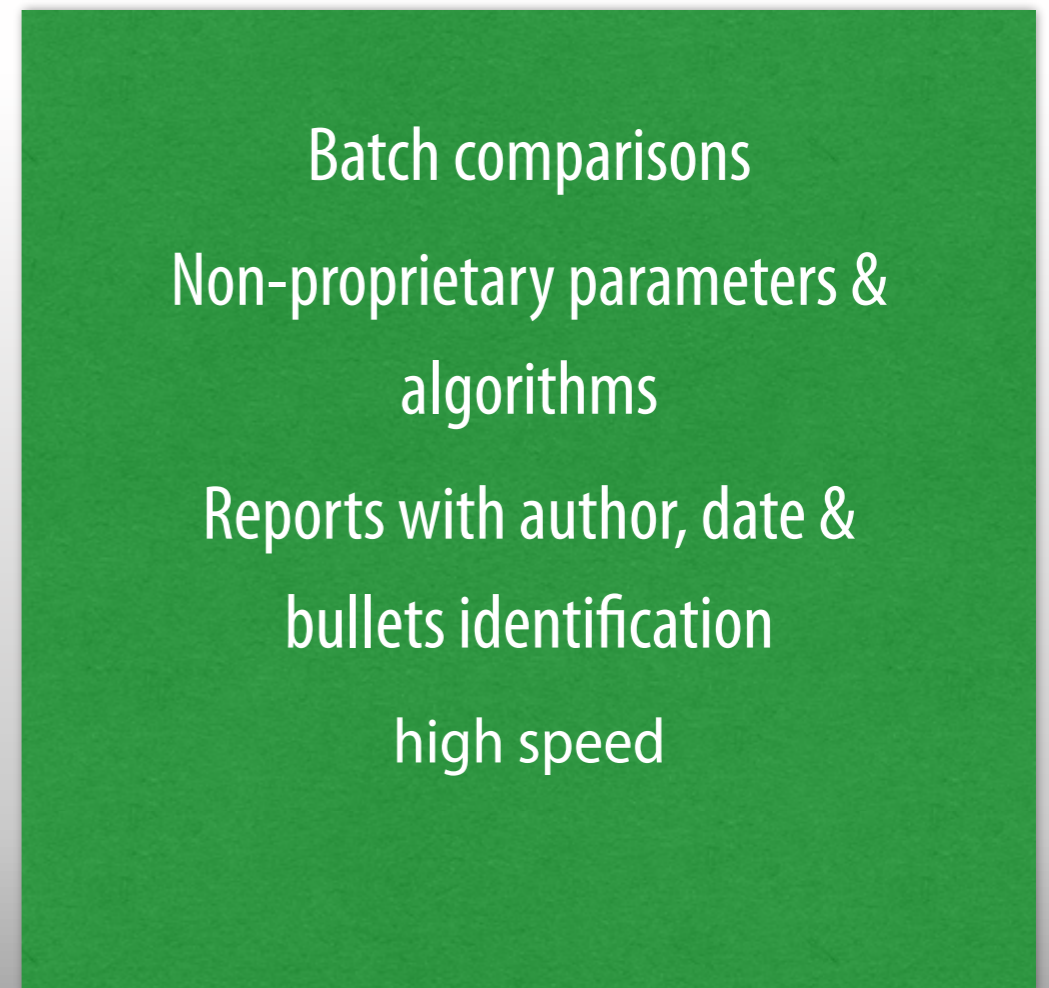 Batch comparisons
Non-proprietary parameters &
algorithms
Reports with author, date &
bullets identification
high speed